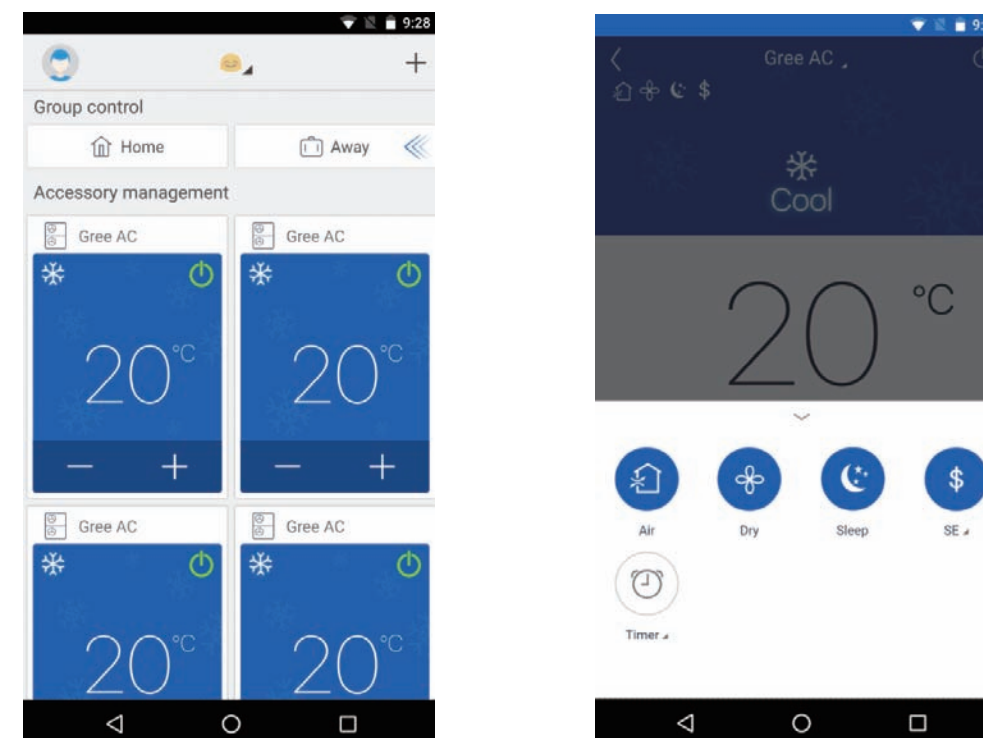 9:28
Group control
Home
Away
Accessory management
Gree AC
Gree AC
20 °C
20 °C
Gree AC
Gree AC
20 °C
20 °C
Gree AC
$
Cool
20 °C
$
Air
Dry
Sleep
SE
Timer